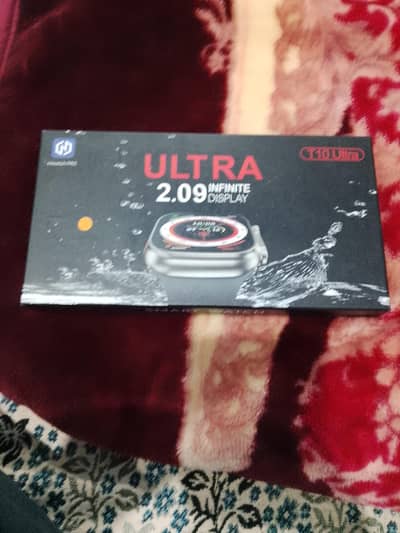 ULTRA
2.09 INFINITE
DISPLAY
T10 Ultra